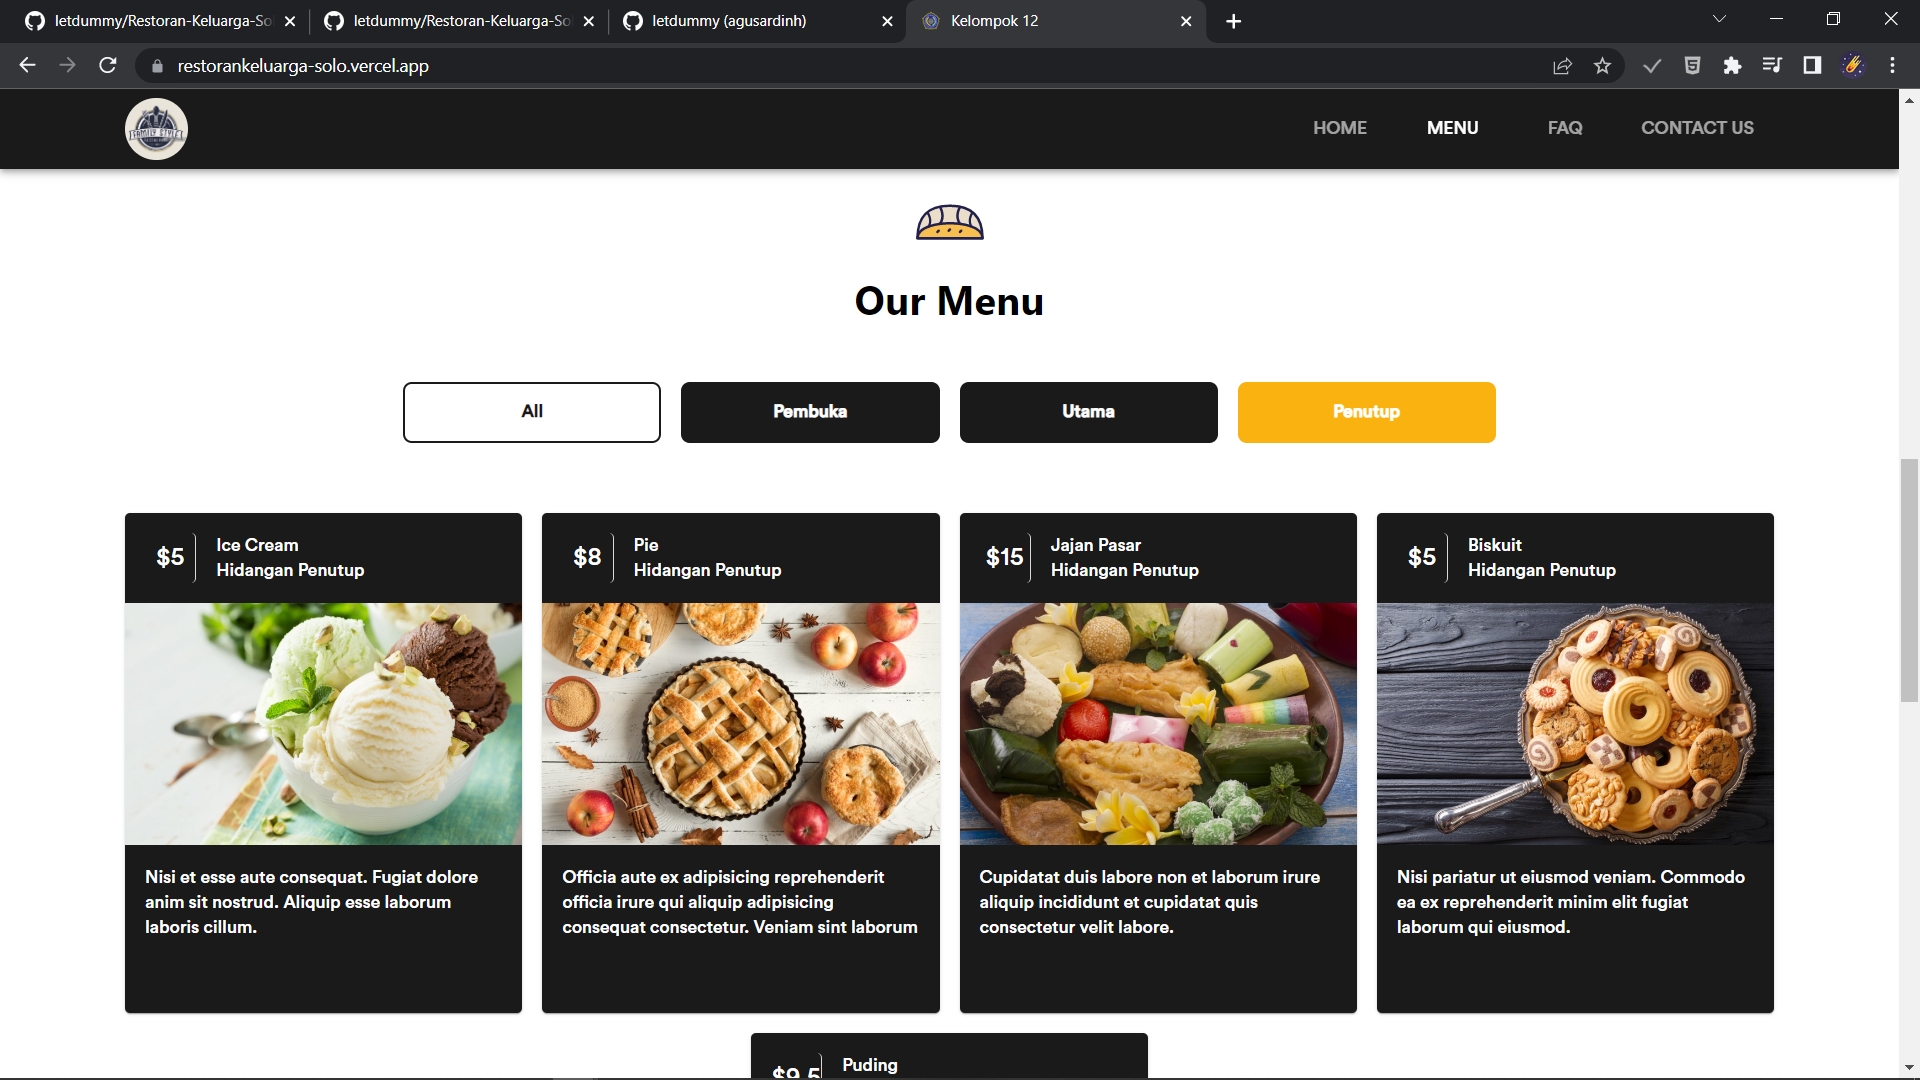 letdummy/Restoran-Keluarga-So
letdummy/Restoran-Keluarga-So
letdummy (agusardinh)
Kelompok 12
restorankeluarga-solo.vercel.app
FAMILY STYLE
HOME
MENU
FAQ
CONTACT US
Our Menu
All
Pembuka
Utama
Penutup
$5
Ice Cream
Hidangan Penutup
Nisi et esse aute consequat. Fugiat dolore
anim sit nostrud. Aliquip esse laborum
laboris cillum.
$8
Pie
Hidangan Penutup
Officia aute ex adipisicing reprehenderit
officia irure qui aliquip adipisicing
consequat consectetur. Veniam sint laborum
$15
Jajan Pasar
Hidangan Penutup
Cupidatat duis labore non et laborum irure
aliquip incididunt et cupidatat quis
consectetur velit labore.
$5
Biskuit
Hidangan Penutup
Nisi pariatur ut eiusmod veniam. Commodo
ea ex reprehenderit minim elit fugiat
laborum qui eiusmod.
$9.5
Puding